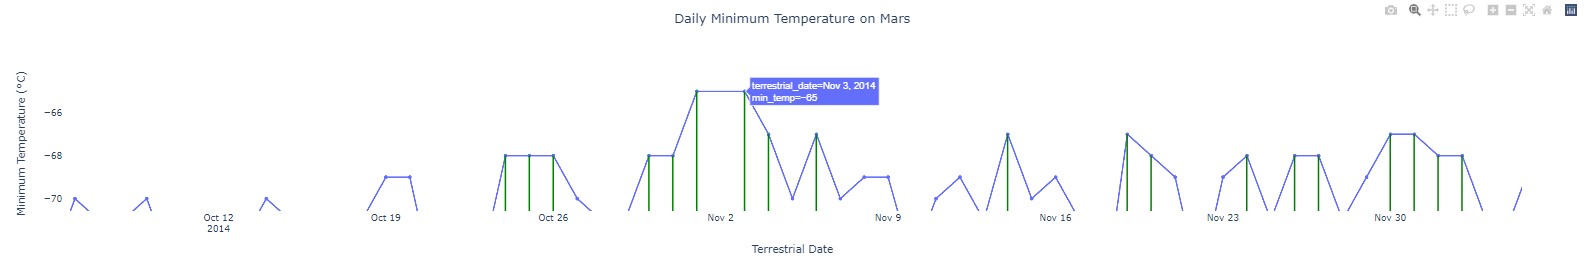 Daily Minimum Temperature on Mars
Minimum Temperature (°C)
−66
−68
−70
terrestrial_date=Nov 3, 2014
min_temp=−65
Oct 12
2014
Oct 19
Oct 26
Nov 2
Nov 9
Nov 16
Nov 23
Nov 30
Terrestrial Date